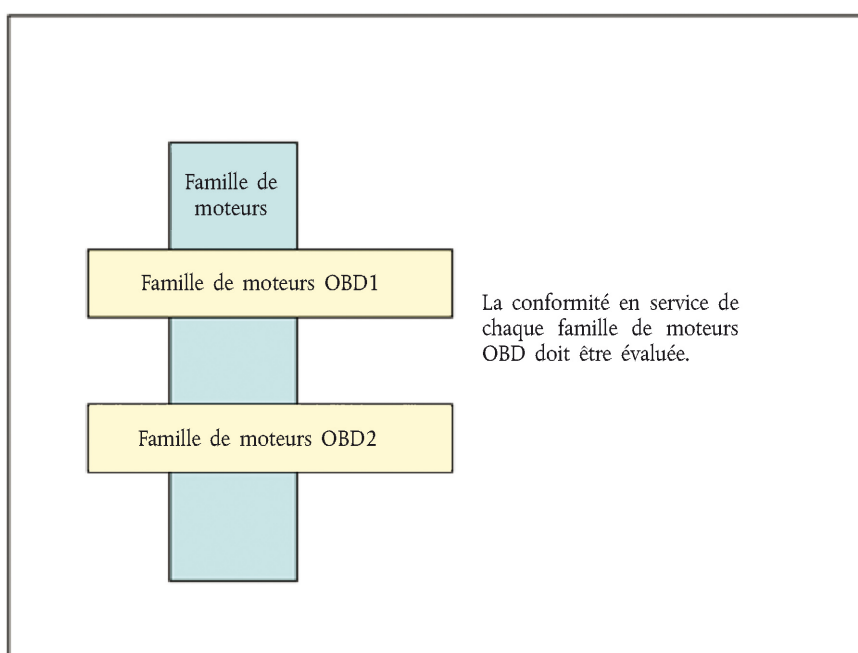 Famille de
moteurs
Famille de moteurs OBD1
La conformité en service de
chaque famille de moteurs
OBD doit être évaluée.
Famille de moteurs OBD2